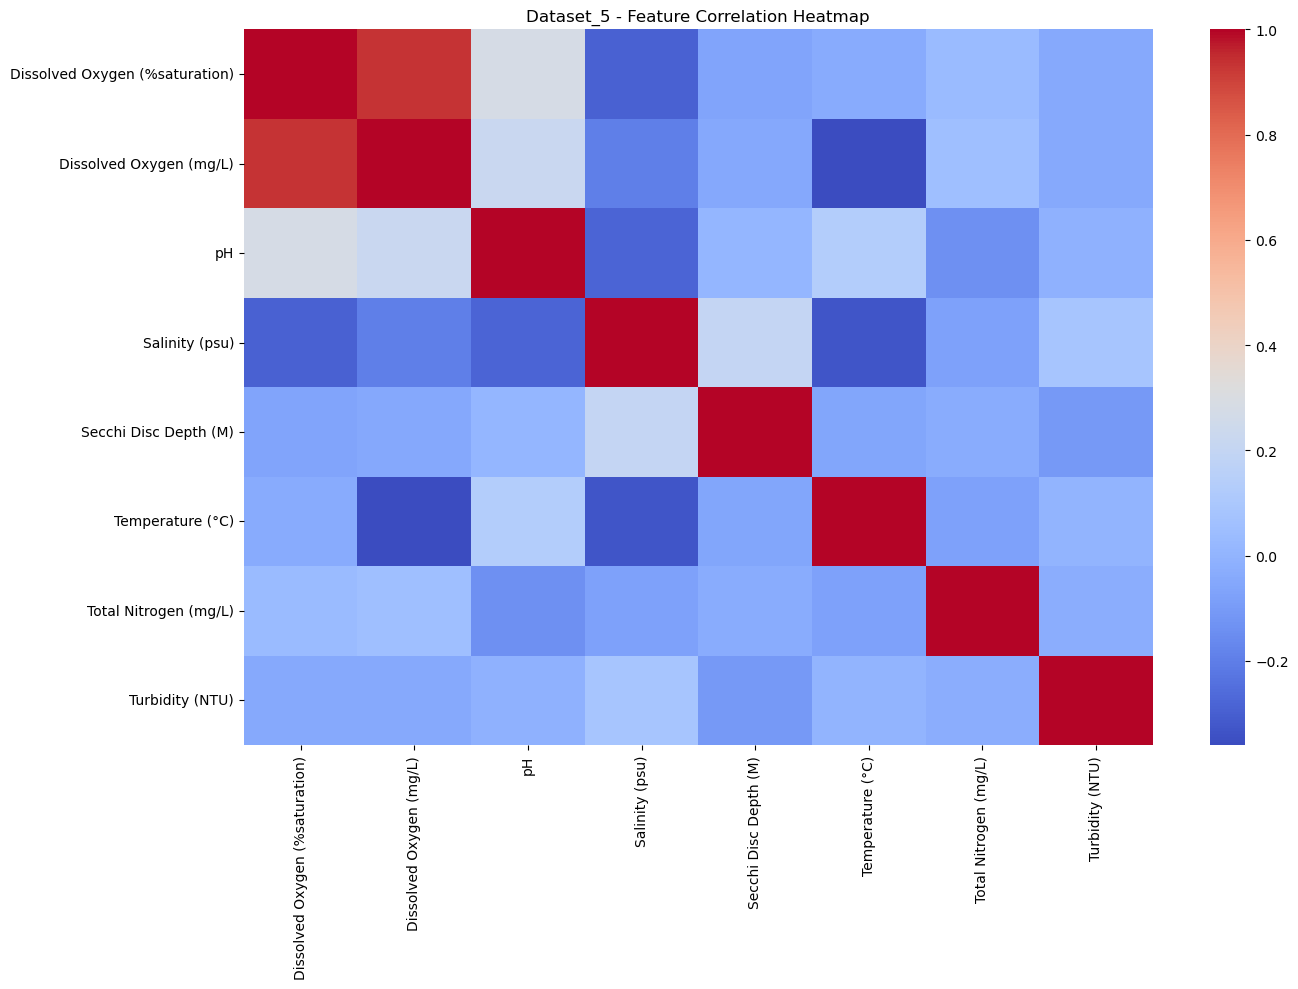 Dataset_5 - Feature Correlation Heatmap
Dissolved Oxygen (%saturation)
Dissolved Oxygen (mg/L)
pH
Salinity (psu)
Secchi Disc Depth (M)
Temperature (°C)
Total Nitrogen (mg/L)
Turbidity (NTU)
Dissolved Oxygen (%saturation)
Dissolved Oxygen (mg/L)
pH
Salinity (psu)
Secchi Disc Depth (M)
Temperature (°C)
Total Nitrogen (mg/L)
Turbidity (NTU)
1.0
0.8
0.6
0.4
0.2
0.0
−0.2